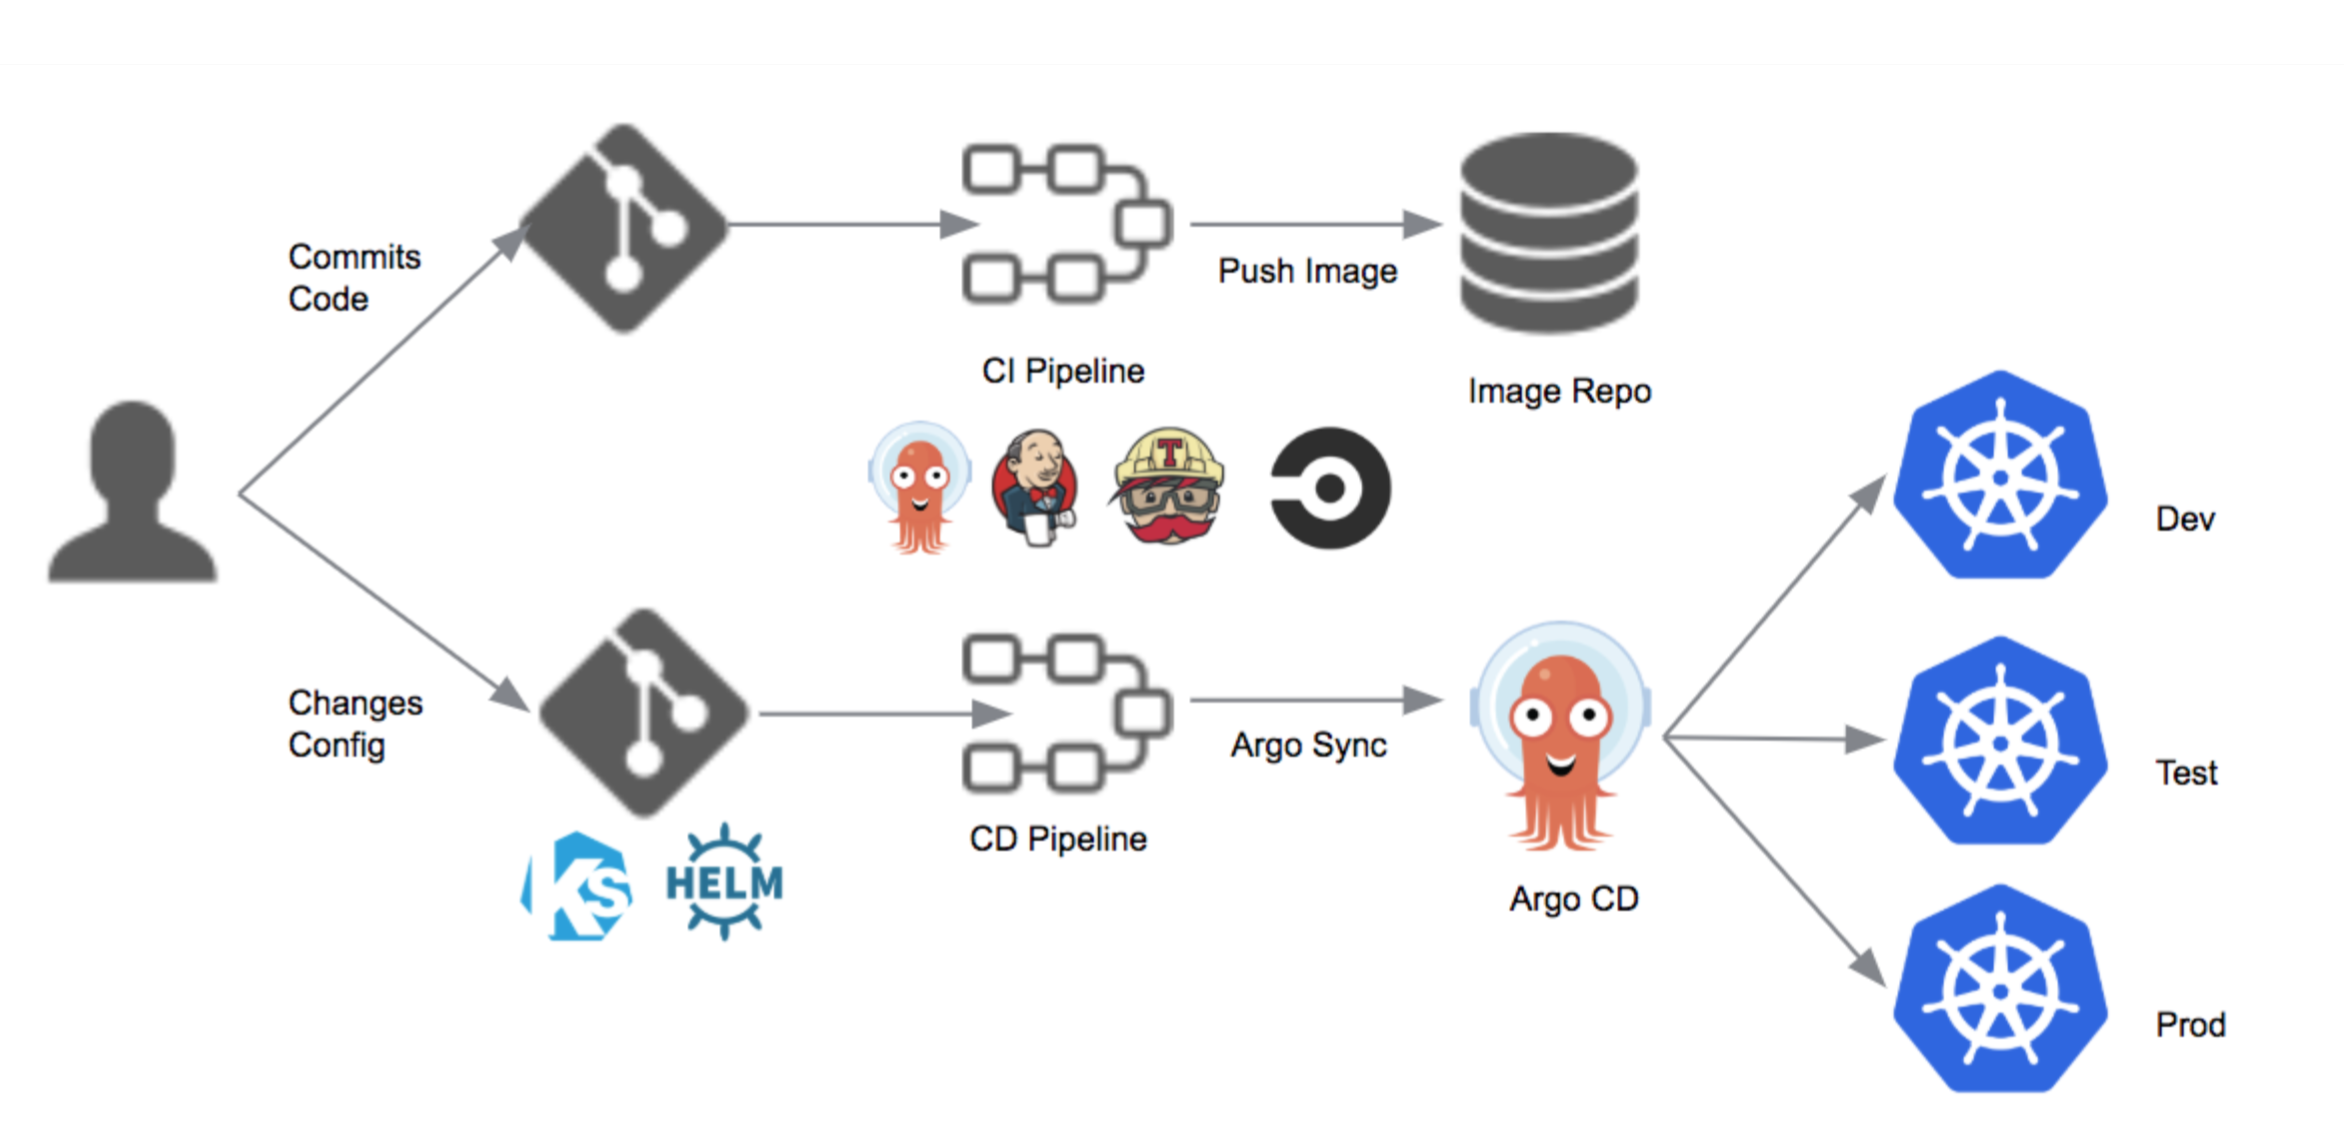 Commits
Code
Push Image
CI Pipeline
Image Repo
T
Dev
Changes
Config
Argo Sync
Test
CD Pipeline
Ks
HELM
Argo CD
Prod